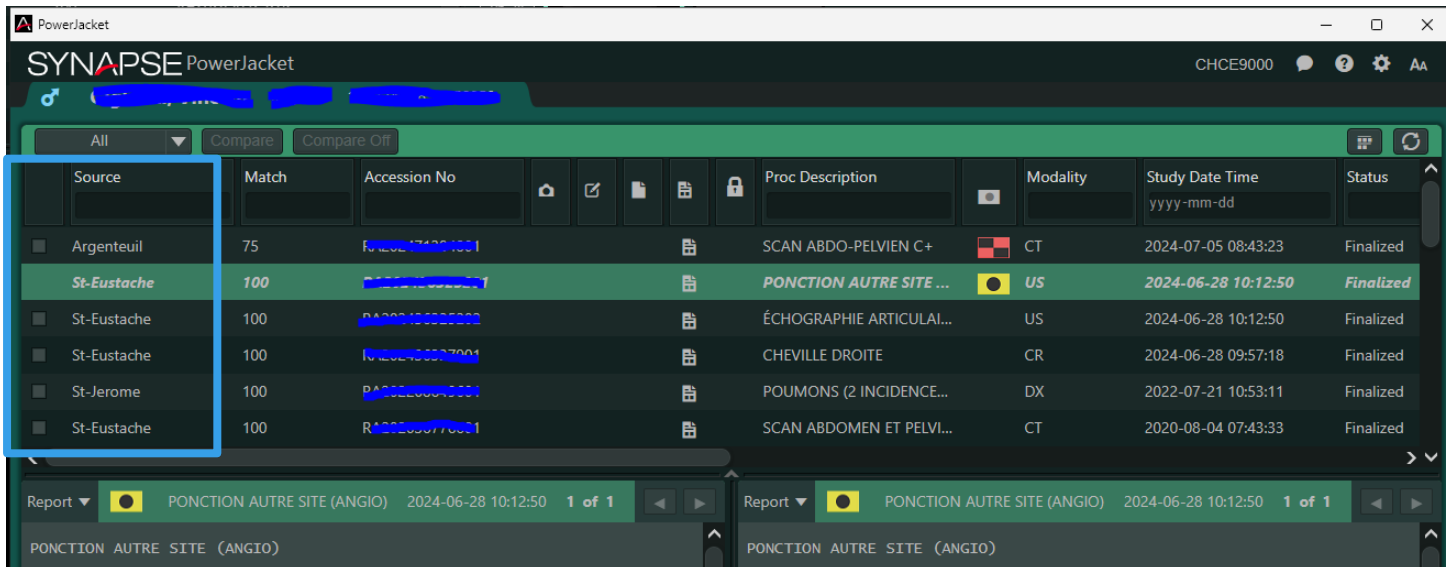 PowerJacket
SYNAPSE PowerJacket CHCE9000 AA
All Compare Compare Off
Source Match Accession No Proc Description Modality Study Date Time Status
yyyy-mm-dd
Argenteuil 75 SCAN ABDO-PELVIEN C+ CT 2024-07-05 08:43:23 Finalized
St-Eustache 100 PONCTION AUTRE SITE ... US 2024-06-28 10:12:50 Finalized
St-Eustache 100 ÉCHOGRAPHIE ARTICULAI... US 2024-06-28 10:12:50 Finalized
St-Eustache 100 CHEVILLE DROITE CR 2024-06-28 09:57:18 Finalized
St-Jerome 100 POUMONS (2 INCIDENCE... DX 2022-07-21 10:53:11 Finalized
St-Eustache 100 SCAN ABDOMEN ET PELVI... CT 2020-08-04 07:43:33 Finalized
Report PONCTION AUTRE SITE (ANGIO) 2024-06-28 10:12:50 1 of 1 Report PONCTION AUTRE SITE (ANGIO) 2024-06-28 10:12:50 1 of 1
PONCTION AUTRE SITE (ANGIO) PONCTION AUTRE SITE (ANGIO)